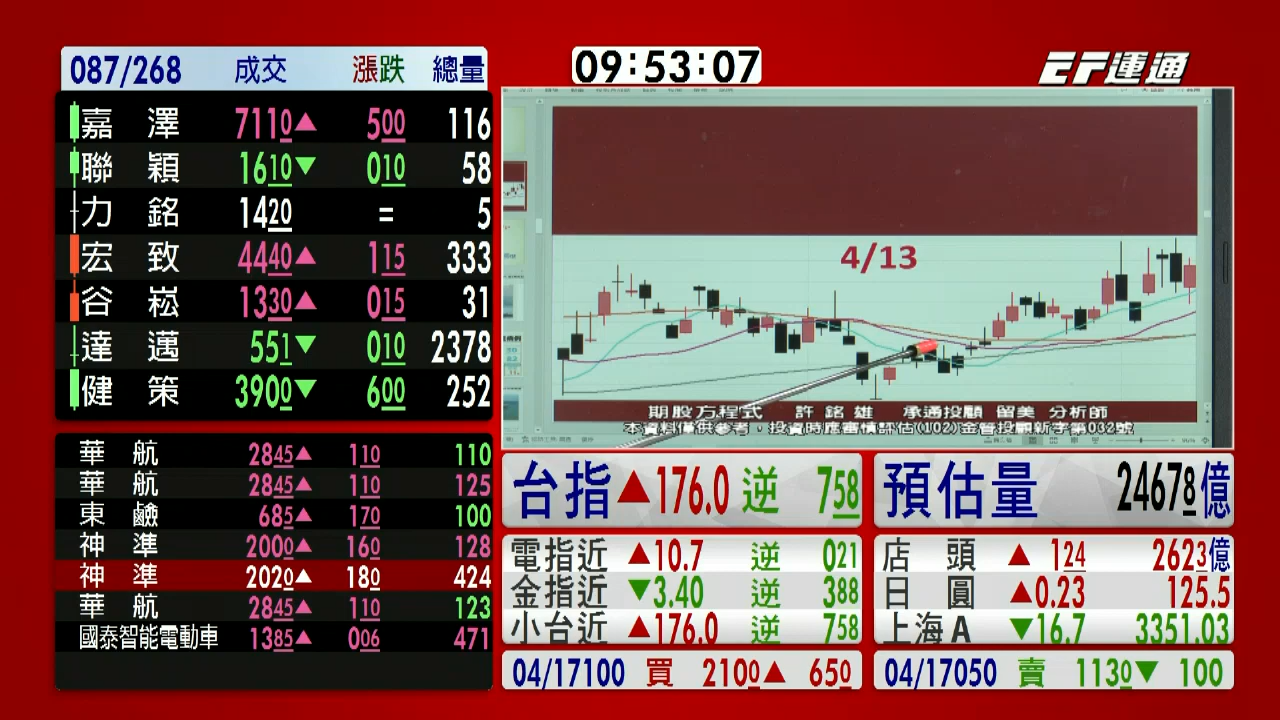 087/268 成交 漲跌 總量
09:53:07
EF運通
嘉澤 7110▲ 500 116
聯穎 1610▼ 010 58
力銘 1420 = 5
宏致 4440▲ 115 333
谷崧 1330▲ 015 31
達邁 551▼ 010 2378
健策 3900▼ 600 252
4/13
期股方程式 許銘雄 承通投顧 留美 分析師
本資料僅供參考，投資時應審慎評估(102)金管投顧新字第032號
華航 2845▲ 110 110
華航 2845▲ 110 125
東鹼 685▲ 170 100
神準 2000▲ 160 128
神準 2020▲ 180 424
華航 2845▲ 110 123
國泰智能電動車 1385▲ 006 471
台指▲176.0 逆 758
預估量 24678億
電指近 ▲10.7 逆 021
金指近 ▼3.40 逆 388
小台近 ▲176.0 逆 758
店頭 ▲ 124 2623億
日圓 ▲0.23 125.5
上海A ▼16.7 3351.03
04/17100 買 2100▲ 650
04/17050 賣 1130▼ 100